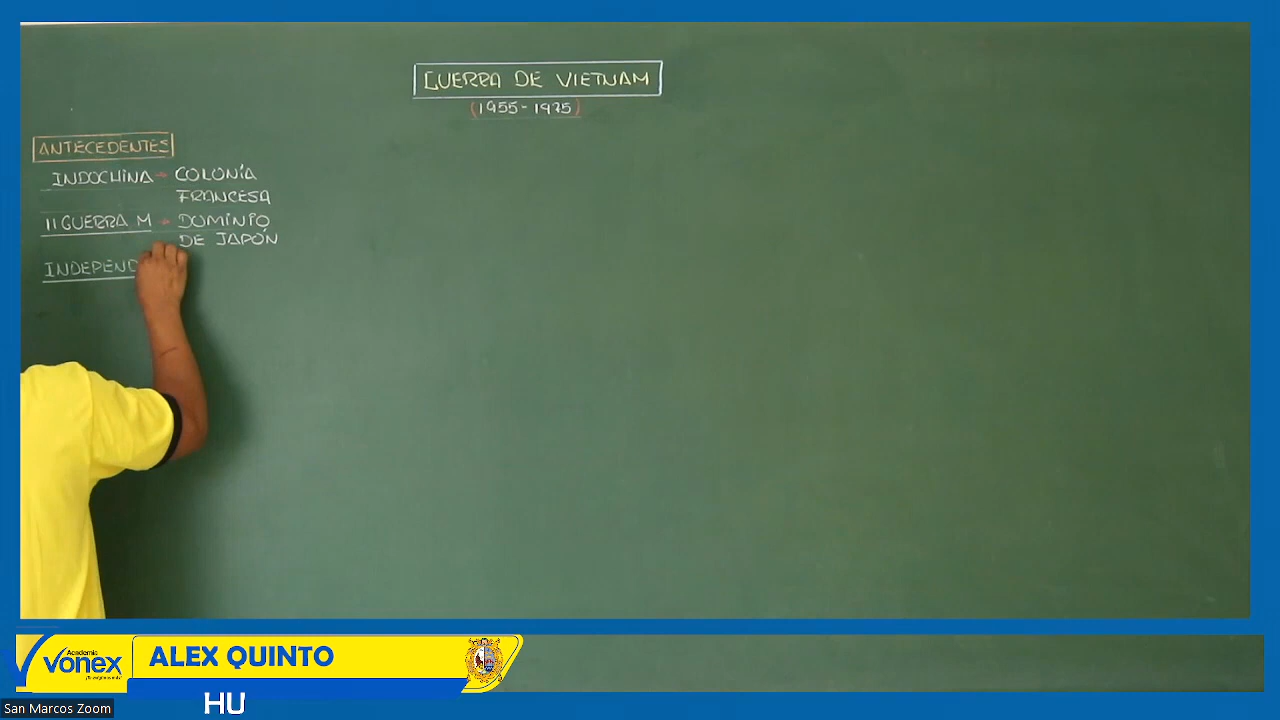 GUERRA DE VIETNAM
(1955-1975)
ANTECEDENTES
INDOCHINA → COLONÍA
FRANCESA
II GUERRA M → DOMINIO
DE JAPÓN
INDEPEND
Academia
Vonex
ALEX QUINTO
HU
San Marcos Zoom